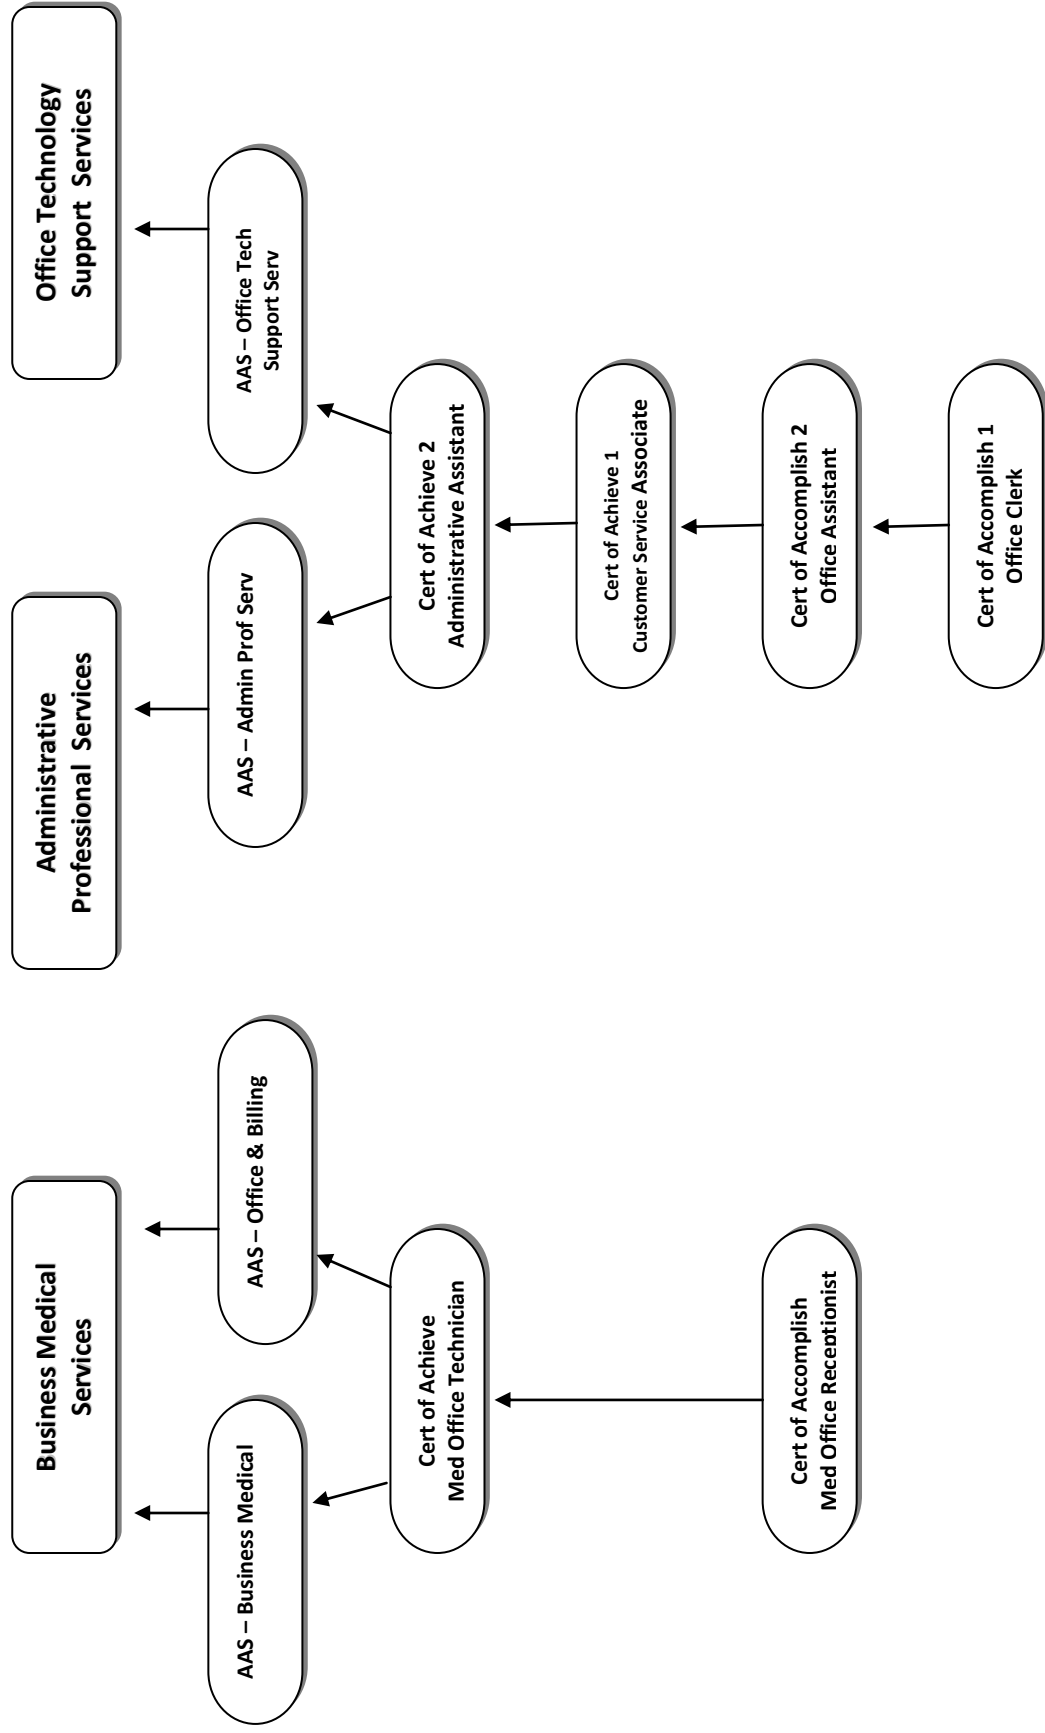 Business Medical
Services
Administrative
Professional Services
Office Technology
Support Services
AAS – Business Medical
AAS – Office & Billing
AAS – Admin Prof Serv
AAS – Office Tech
Support Serv
Cert of Achieve
Med Office Technician
Cert of Achieve 2
Administrative Assistant
Cert of Achieve 1
Customer Service Associate
Cert of Accomplish
Med Office Receptionist
Cert of Accomplish 2
Office Assistant
Cert of Accomplish 1
Office Clerk